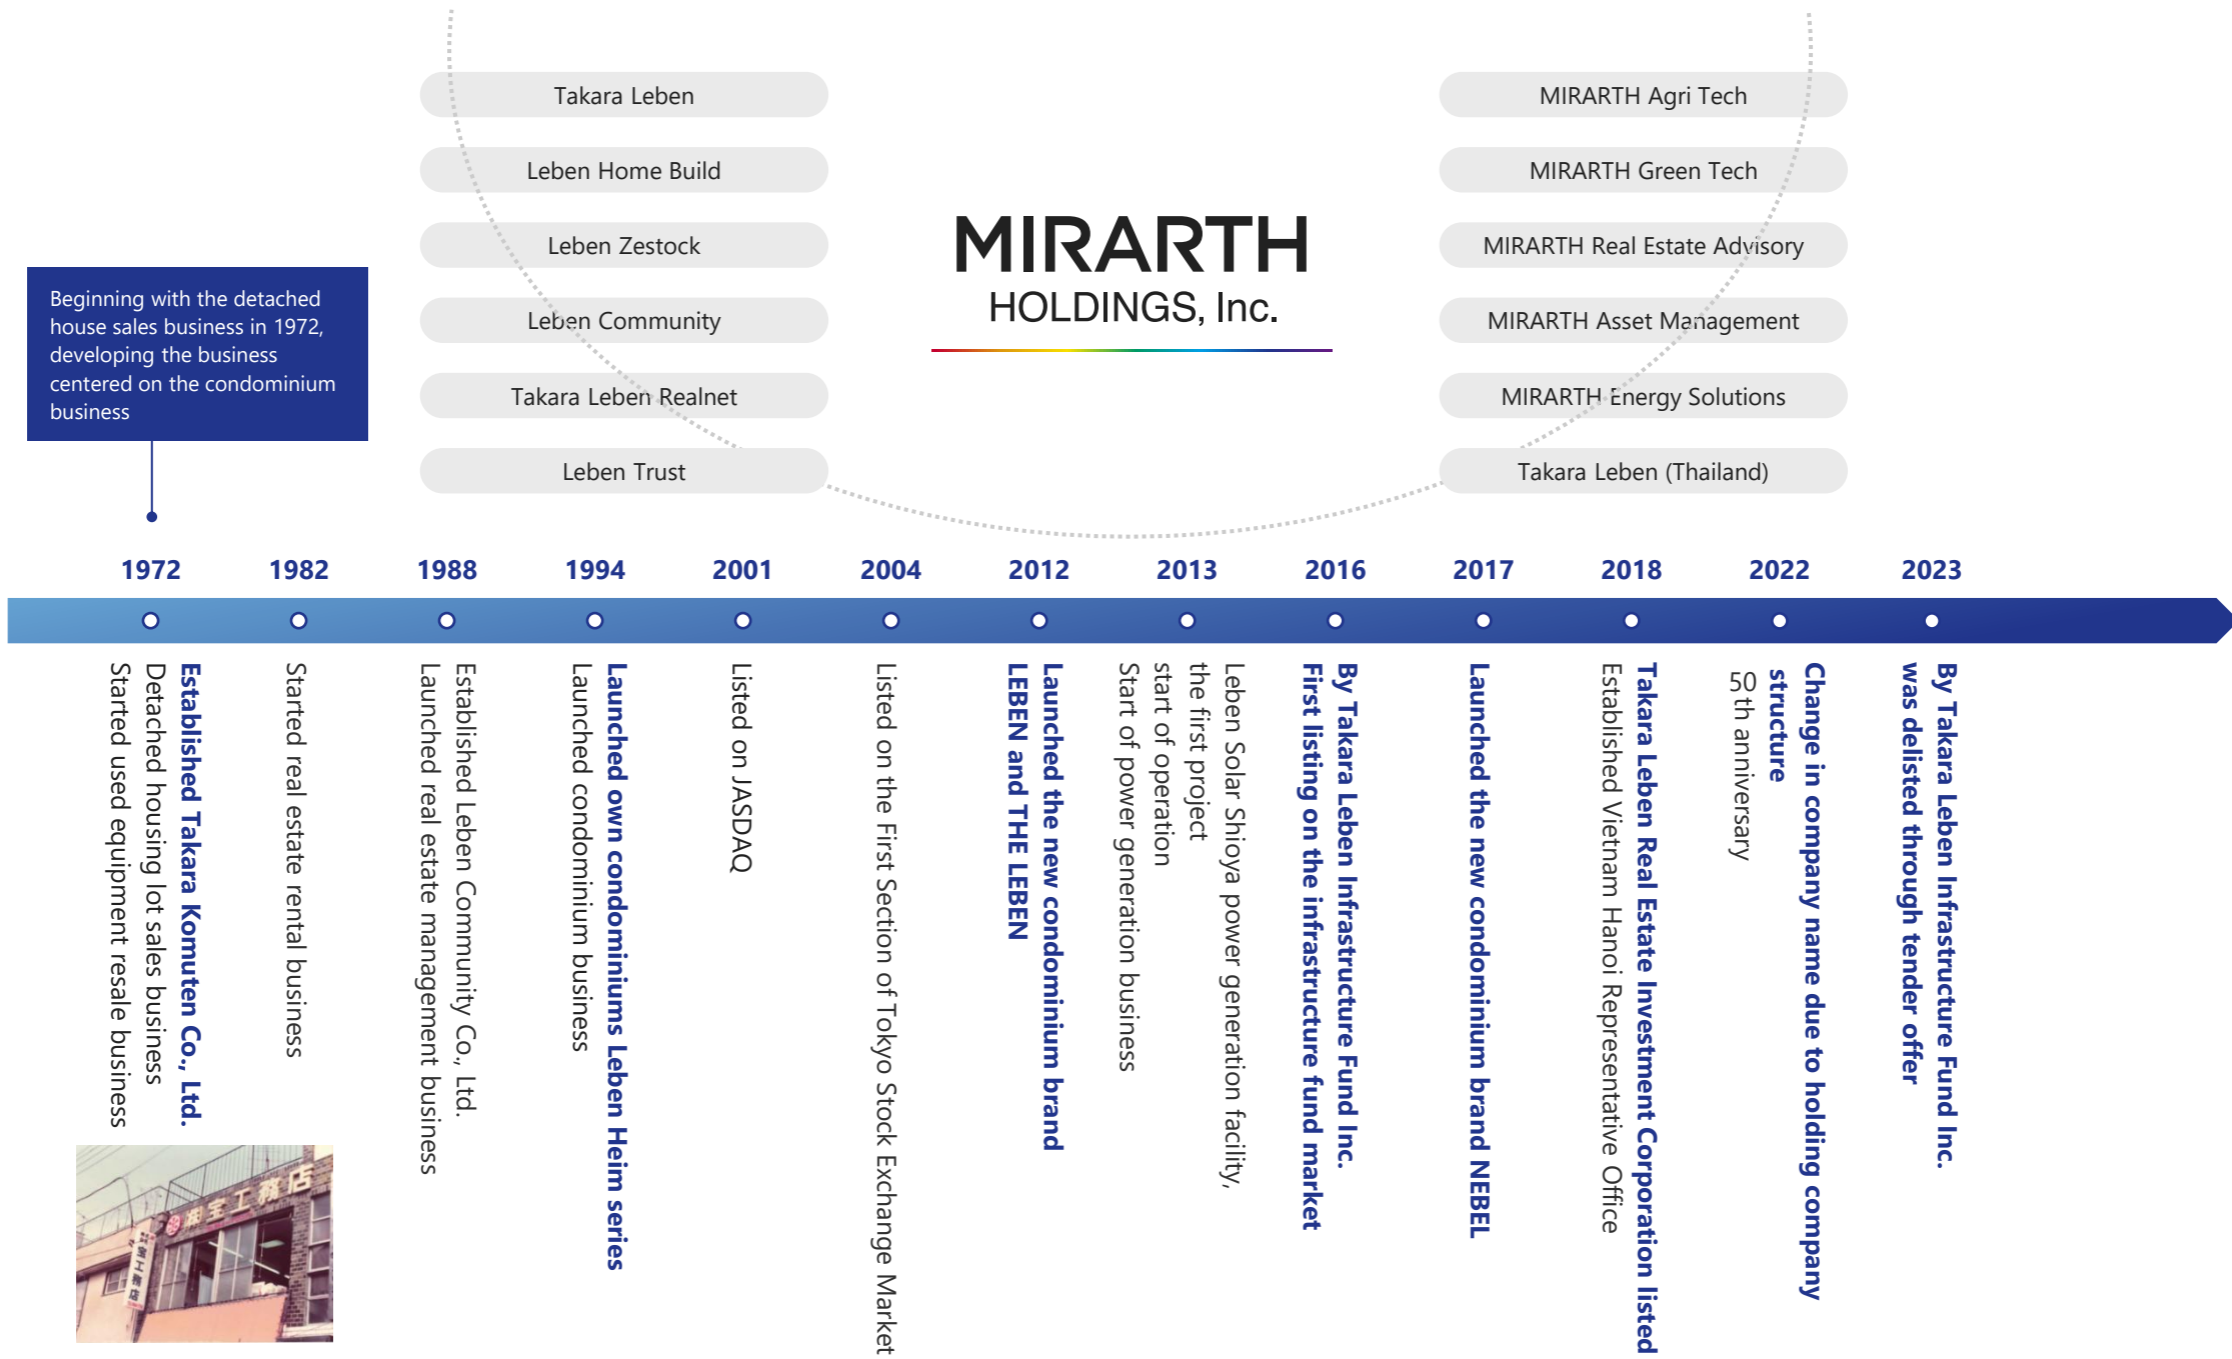 Takara Leben
Leben Home Build
Leben Zestock
Leben Community
Takara Leben Realnet
Leben Trust
MIRARTH
HOLDINGS, Inc.
MIRARTH Agri Tech
MIRARTH Green Tech
MIRARTH Real Estate Advisory
MIRARTH Asset Management
MIRARTH Energy Solutions
Takara Leben (Thailand)
Beginning with the detached
house sales business in 1972,
developing the business
centered on the condominium
business
1972
Established Takara Komuten Co., Ltd.
Detached housing lot sales business
Started used equipment resale business
1982
Started real estate rental business
1988
Established Leben Community Co., Ltd.
Launched real estate management business
1994
Launched own condominiums Leben Heim series
Launched condominium business
2001
Listed on JASDAQ
2004
Listed on the First Section of Tokyo Stock Exchange Market
2012
Launched the new condominium brand
LEBEN and THE LEBEN
2013
Leben Solar Shioya power generation facility,
the first project
start of operation
Start of power generation business
2016
By Takara Leben Infrastructure Fund Inc.
First listing on the infrastructure fund market
2017
Launched the new condominium brand NEBEL
2018
Takara Leben Real Estate Investment Corporation listed
Established Vietnam Hanoi Representative Office
2022
Change in company name due to holding company
structure
50th anniversary
2023
By Takara Leben Infrastructure Fund Inc.
was delisted through tender offer
宝工務店
宝工務店